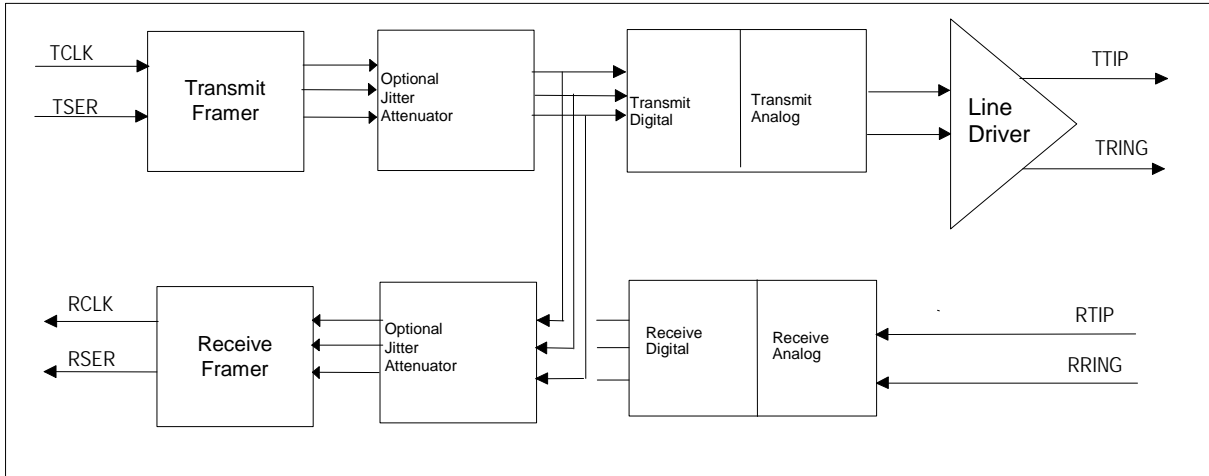 TCLK
TSER
Transmit
Framer
Optional
Jitter
Attenuator
Transmit
Digital
Transmit
Analog
Line
Driver
TTIP
TRING
RCLK
RSER
Receive
Framer
Optional
Jitter
Attenuator
Receive
Digital
Receive
Analog
RTIP
RRING